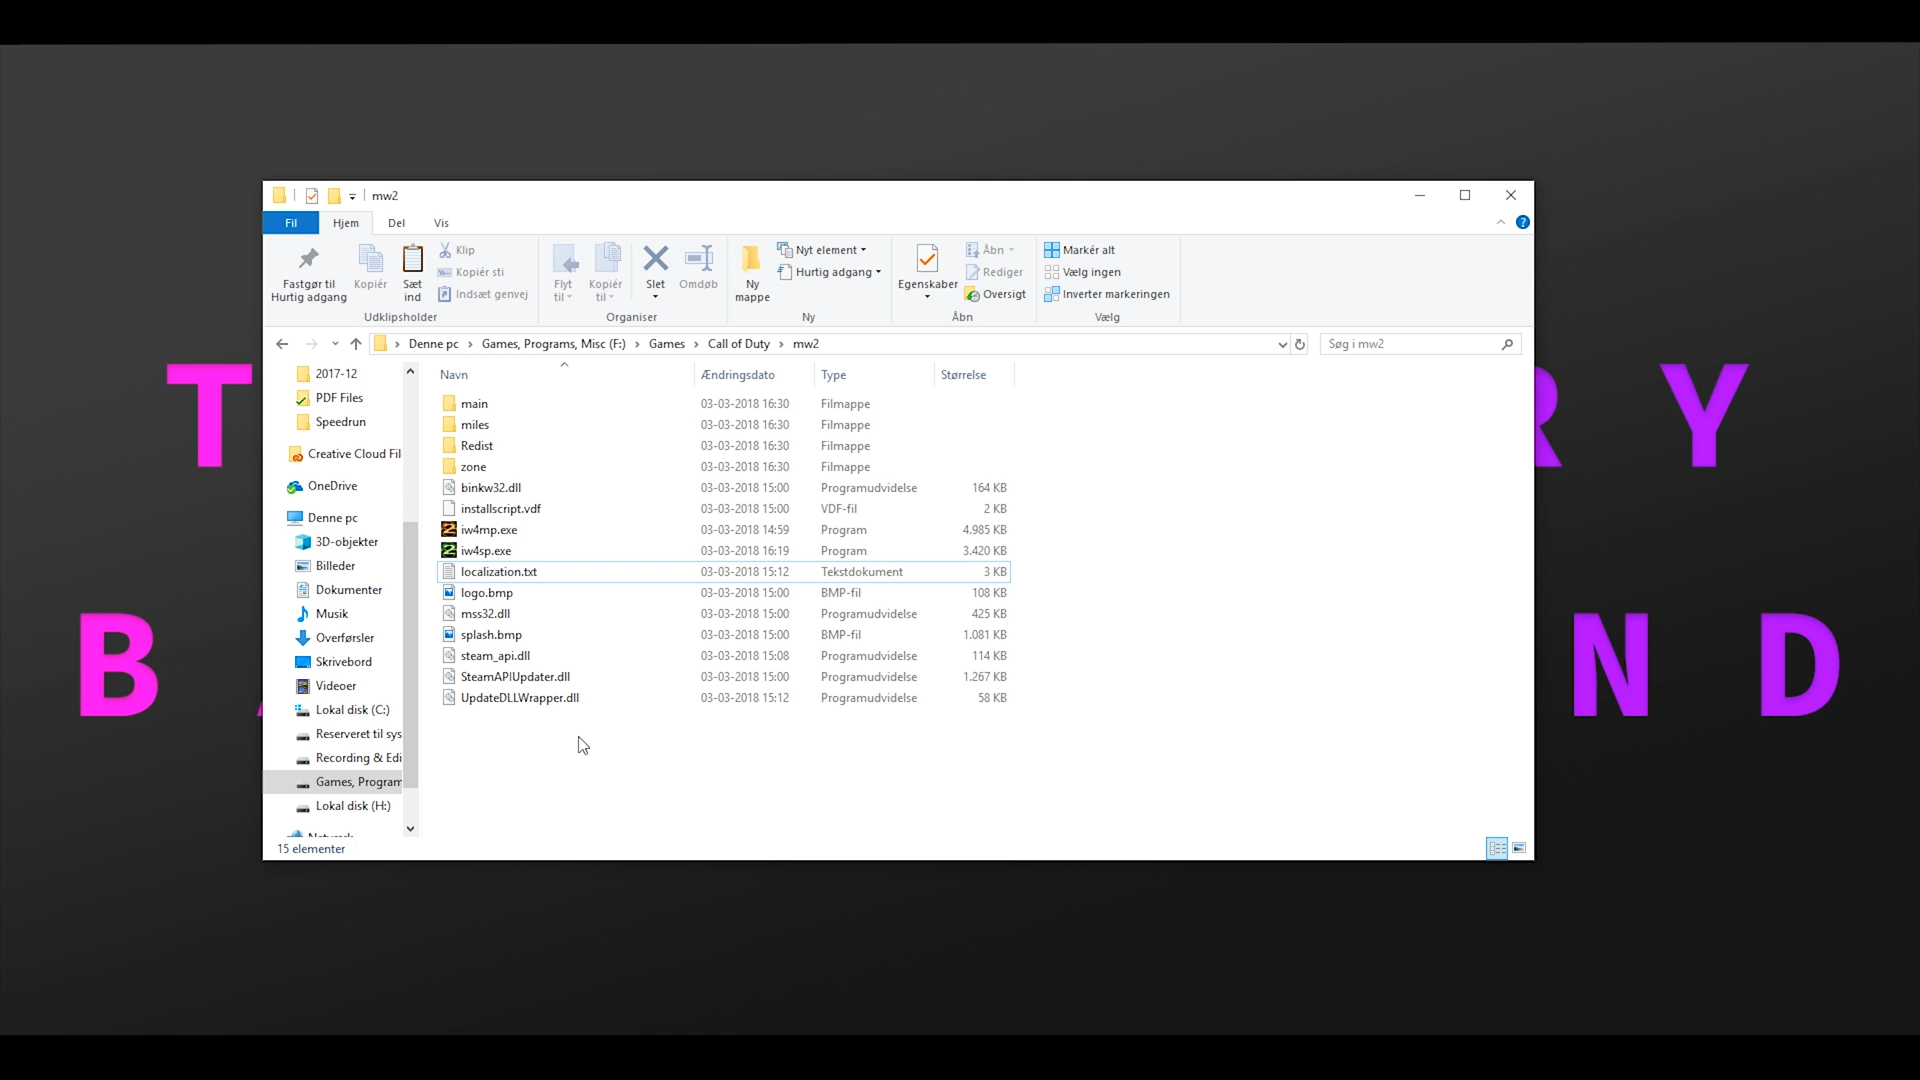 T R Y
B N D
mw2
Fil Hjem Del Vis
Fastgør til Hurtig adgang
Kopiér
Sæt ind
Klip
Kopiér sti
Indsæt genvej
Udklipsholder
Flyt til
Kopiér til
Slet
Omdøb
Organiser
Ny mappe
Nyt element
Hurtig adgang
Ny
Egenskaber
Åbn
Rediger
Oversigt
Åbn
Markér alt
Vælg ingen
Inverter markeringen
Vælg
Denne pc Games, Programs, Misc (F:) Games Call of Duty mw2
Søg i mw2
2017-12
PDF Files
Speedrun
Creative Cloud Fil
OneDrive
Denne pc
3D-objekter
Billeder
Dokumenter
Musik
Overførsler
Skrivebord
Videoer
Lokal disk (C:)
Reserveret til sys
Recording & Edi
Games, Program
Lokal disk (H:)
Navn Ændringsdato Type Størrelse
main 03-03-2018 16:30 Filmappe
miles 03-03-2018 16:30 Filmappe
Redist 03-03-2018 16:30 Filmappe
zone 03-03-2018 16:30 Filmappe
binkw32.dll 03-03-2018 15:00 Programudvidelse 164 KB
installscript.vdf 03-03-2018 15:00 VDF-fil 2 KB
iw4mp.exe 03-03-2018 14:59 Program 4.985 KB
iw4sp.exe 03-03-2018 16:19 Program 3.420 KB
localization.txt 03-03-2018 15:12 Tekstdokument 3 KB
logo.bmp 03-03-2018 15:00 BMP-fil 108 KB
mss32.dll 03-03-2018 15:00 Programudvidelse 425 KB
splash.bmp 03-03-2018 15:00 BMP-fil 1.081 KB
steam_api.dll 03-03-2018 15:08 Programudvidelse 114 KB
SteamAPIUpdater.dll 03-03-2018 15:00 Programudvidelse 1.267 KB
UpdateDLLWrapper.dll 03-03-2018 15:12 Programudvidelse 58 KB
15 elementer